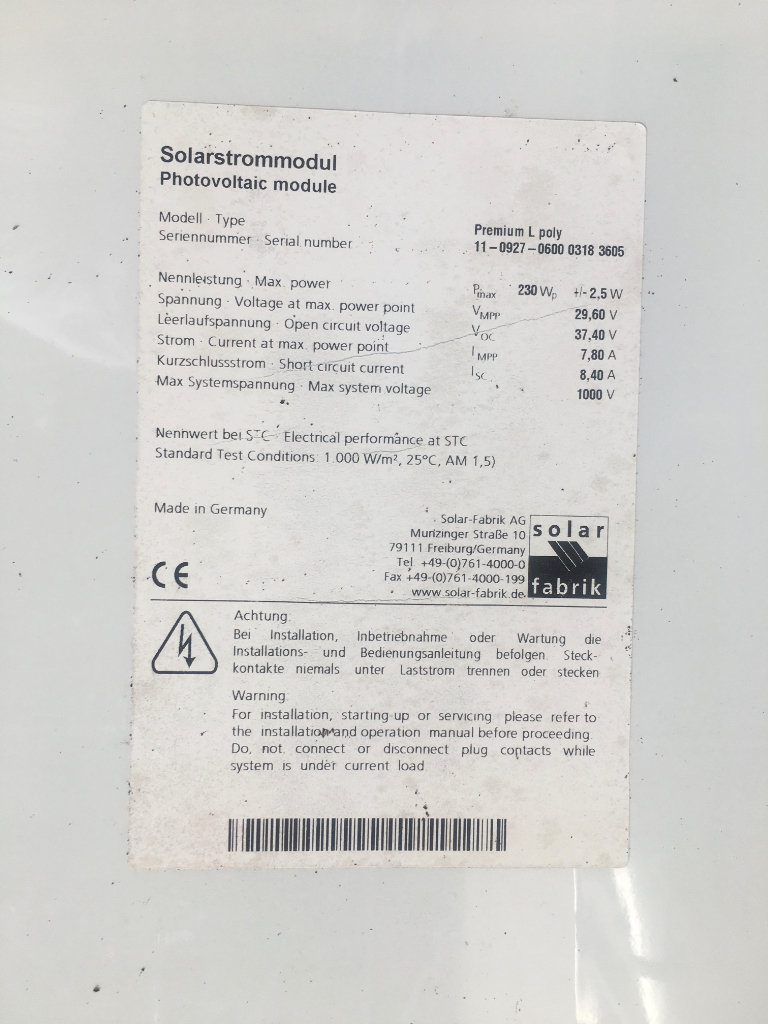 Solarstrommodul
Photovoltaic module
Modell · Type Premium L poly
Seriennummer · Serial number 11-0927-0600 0318 3605
Nennleistung · Max. power Pmax 230 Wp +/- 2,5 W
Spannung · Voltage at max. power point VMPP 29,60 V
Leerlaufspannung · Open circuit voltage VOC 37,40 V
Strom · Current at max. power point IMPP 7,80 A
Kurzschlussstrom · Short circuit current ISC 8,40 A
Max Systemspannung · Max system voltage 1000 V
Nennwert bei STC · Electrical performance at STC
Standard Test Conditions: 1.000 W/m², 25°C, AM 1,5)
Made in Germany
Solar-Fabrik AG
Munzinger Straße 10
79111 Freiburg/Germany
Tel. +49-(0)761-4000-0
Fax +49-(0)761-4000-199
www.solar-fabrik.de
solar
fabrik
CE
Achtung:
Bei Installation, Inbetriebnahme oder Wartung die
Installations- und Bedienungsanleitung befolgen. Steck-
kontakte niemals unter Laststrom trennen oder stecken
Warning:
For installation, starting-up or servicing please refer to
the installation and operation manual before proceeding.
Do not connect or disconnect plug contacts while
system is under current load.